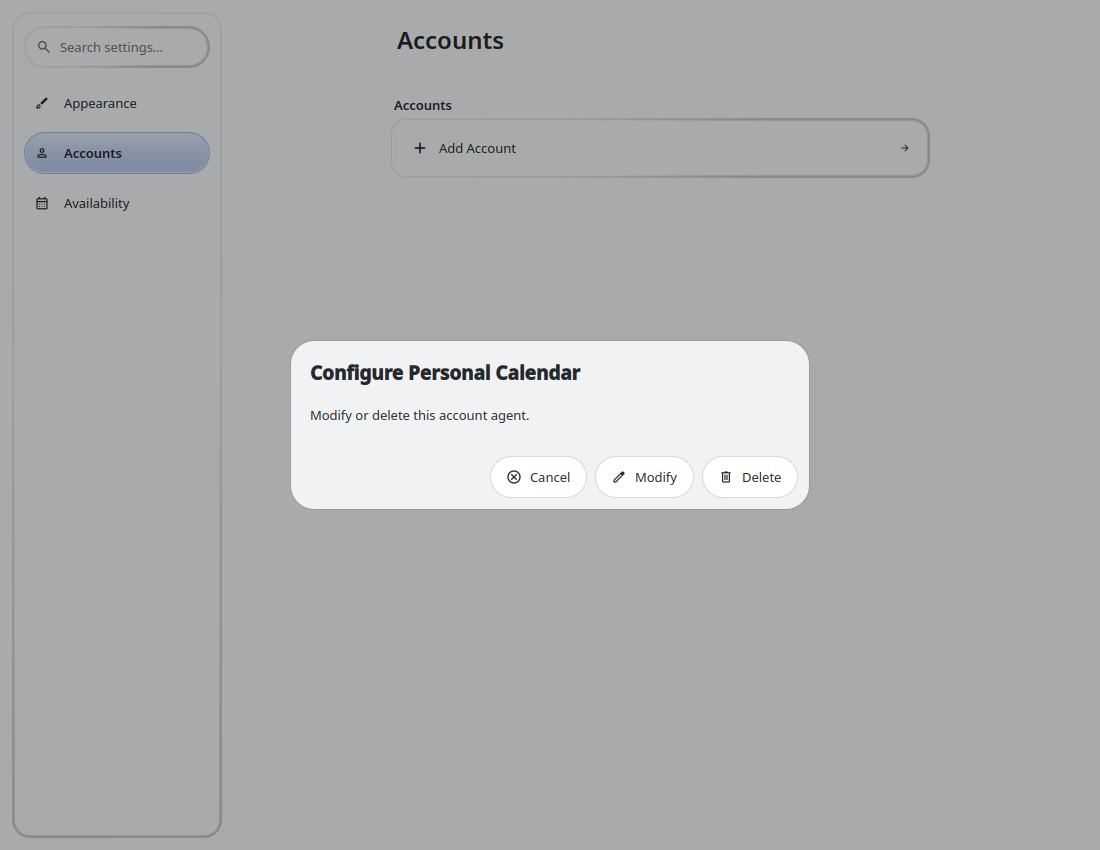 Search settings...
Appearance
Accounts
Availability
Accounts
Accounts
Add Account
Configure Personal Calendar
Modify or delete this account agent.
Cancel
Modify
Delete